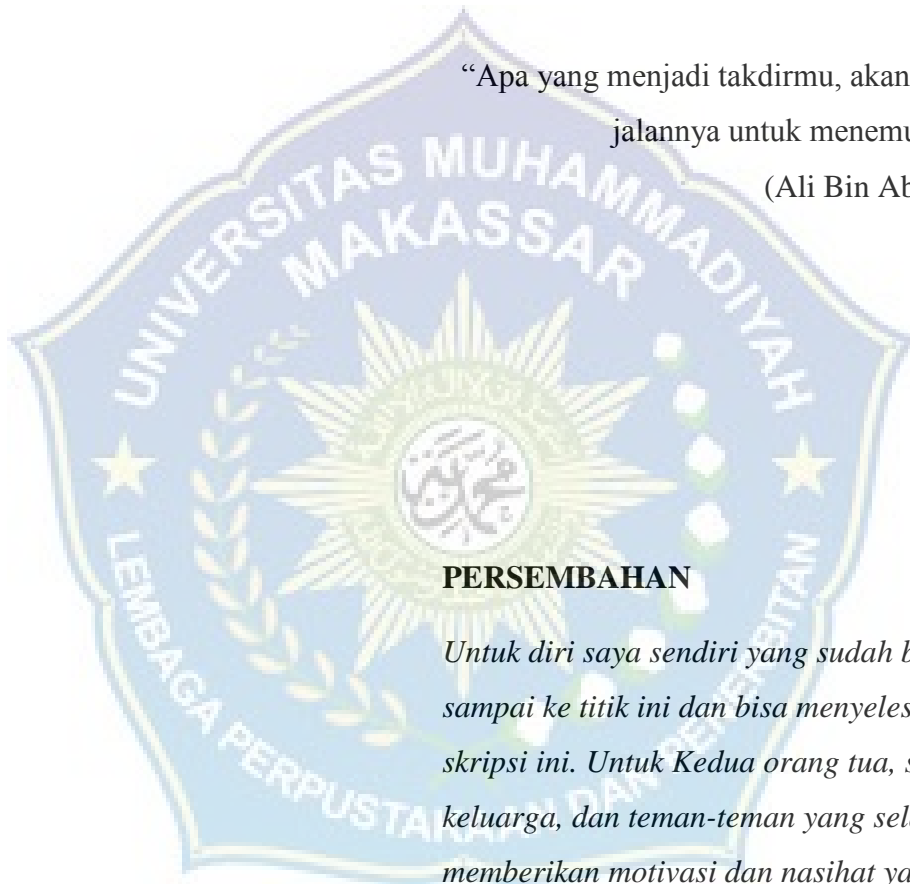 “Apa yang menjadi takdirmu, akan
jalannya untuk menemu
(Ali Bin Ab
UNIVERSITAS MUHAMMADIYAH
MAKASSAR
LEMBAGA PERPUSTAKAAN DAN PENERBITAN
PERSEMBAHAN
Untuk diri saya sendiri yang sudah b
sampai ke titik ini dan bisa menyeles
skripsi ini. Untuk Kedua orang tua, s
keluarga, dan teman-teman yang sel
memberikan motivasi dan nasihat ya